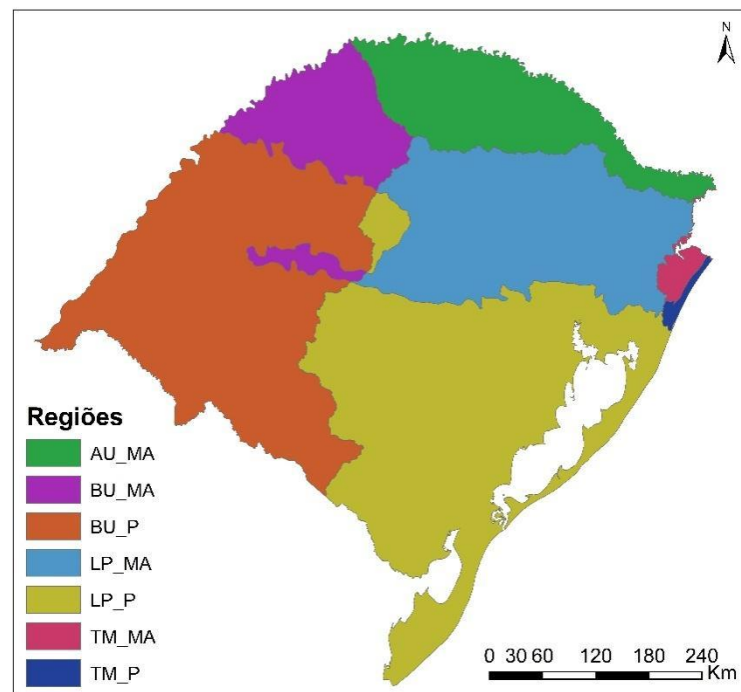 N
Regiões
AU_MA
BU_MA
BU_P
LP_MA
LP_P
TM_MA
TM_P
0 30 60 120 180 240
Km